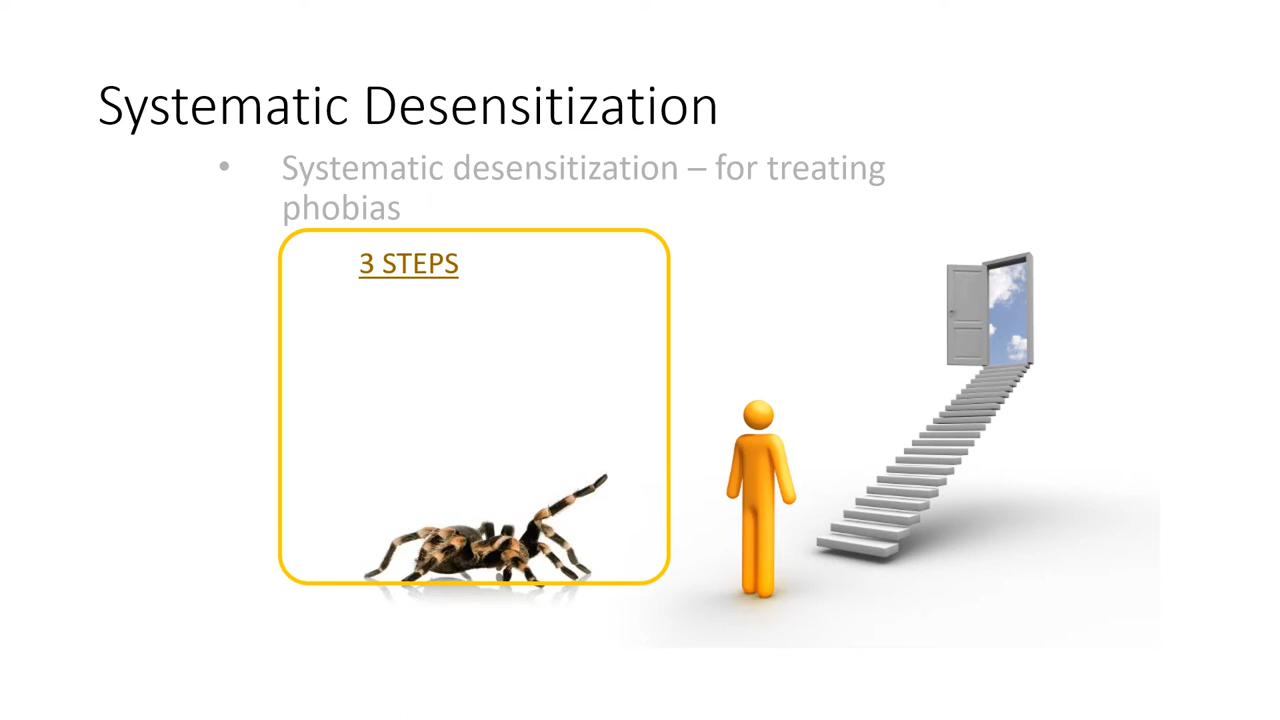 Systematic Desensitization
• Systematic desensitization – for treating
phobias
3 STEPS